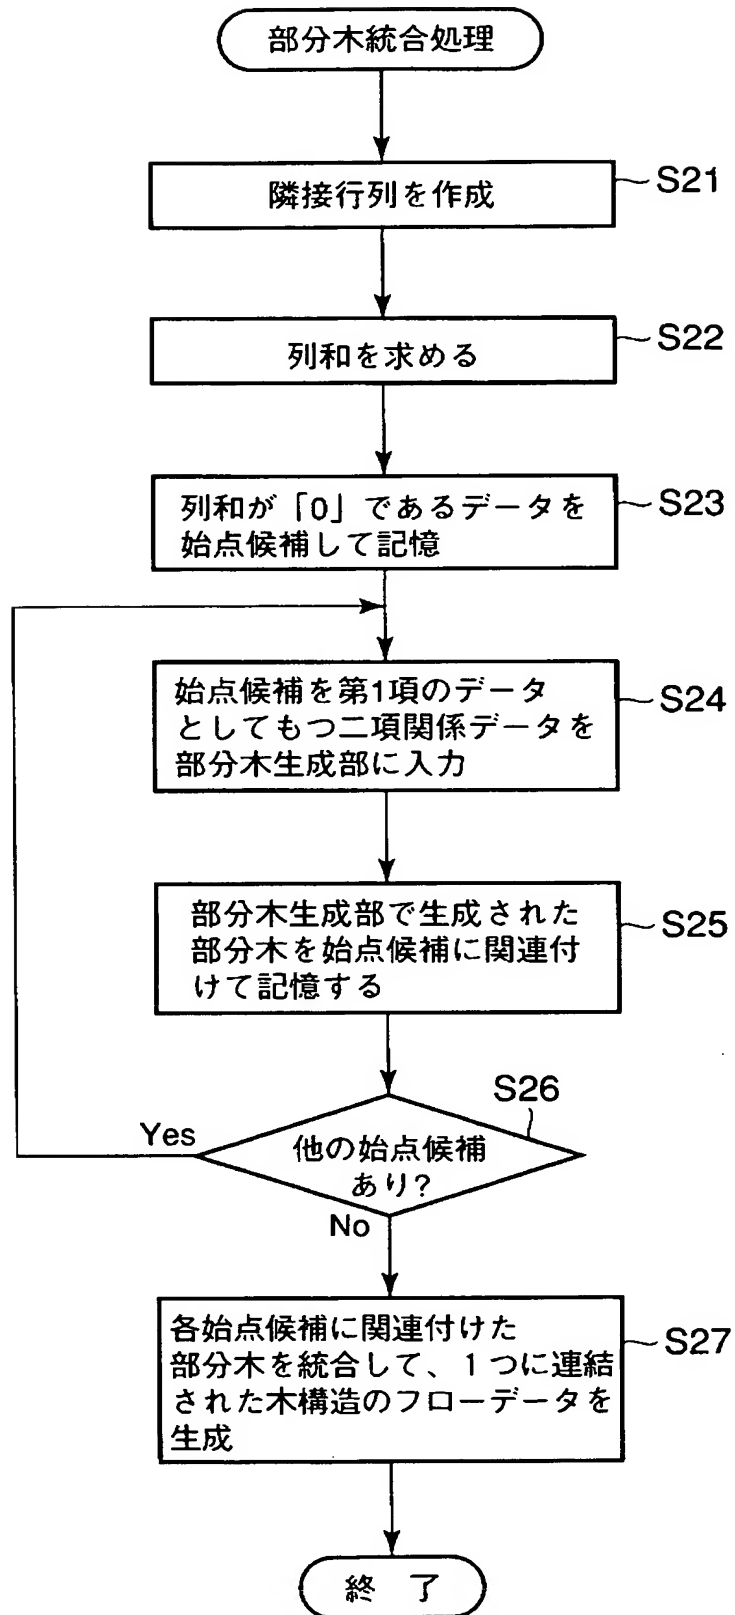 部分木統合処理
隣接行列を作成
S21
列和を求める
S22
列和が「0」であるデータを
始点候補して記憶
S23
始点候補を第1項のデータ
としてもつ二項関係データを
部分木生成部に入力
S24
部分木生成部で生成された
部分木を始点候補に関連付
けて記憶する
S25
S26
他の始点候補
あり?
Yes
No
各始点候補に関連付けた
部分木を統合して、1つに連結
された木構造のフローデータを
生成
S27
終 了